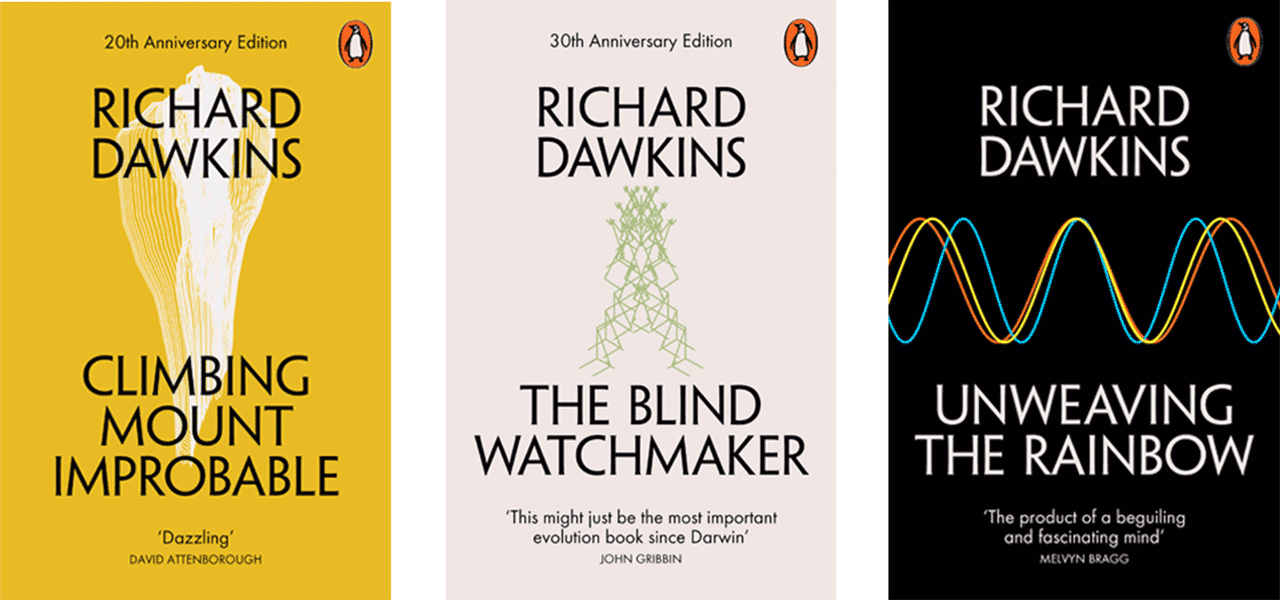 20th Anniversary Edition
RICHARD
DAWKINS
CLIMBING
MOUNT
IMPROBABLE
‘Dazzling’
DAVID ATTENBOROUGH
30th Anniversary Edition
RICHARD
DAWKINS
THE BLIND
WATCHMAKER
‘This might just be the most important
evolution book since Darwin’
JOHN GRIBBIN
RICHARD
DAWKINS
UNWEAVING
THE RAINBOW
‘The product of a beguiling
and fascinating mind’
MELVYN BRAGG